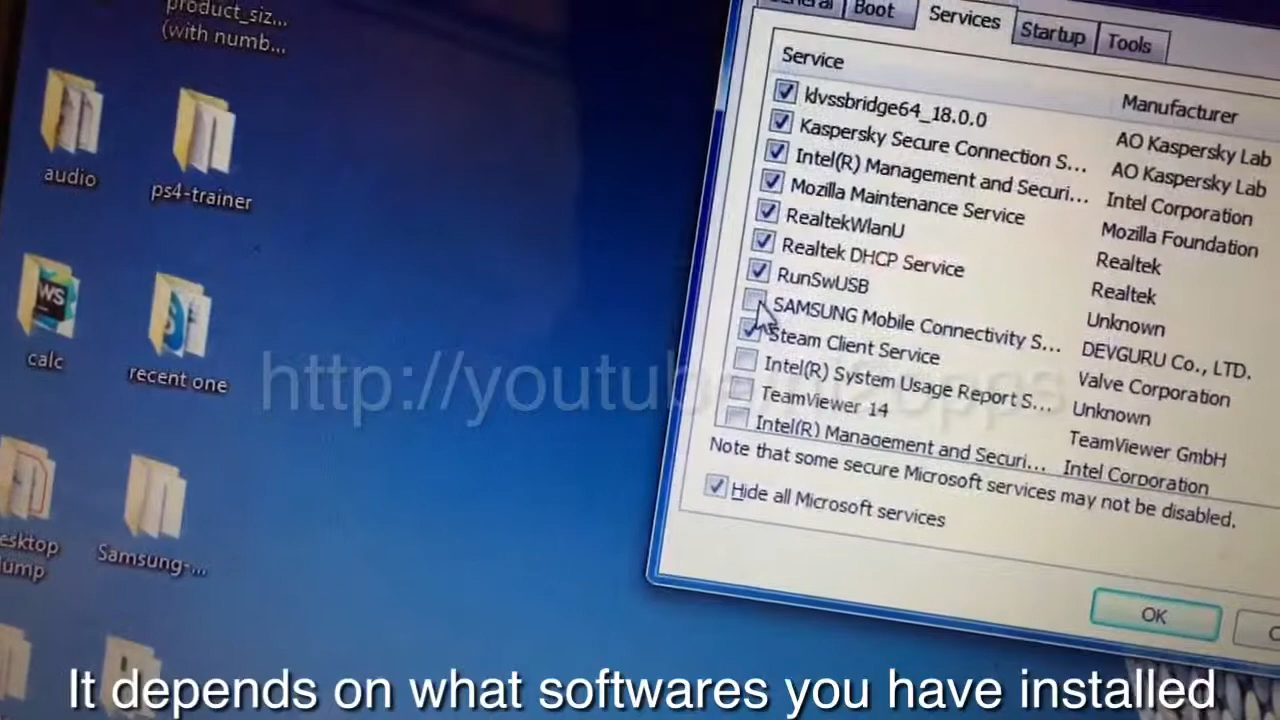 product_siz...
(with numb...
audio
ps4-trainer
calc
WS
recent one
esktop
ump
Samsung-...
General
Boot
Services
Startup
Tools
Service
Manufacturer
klvssbridge64_18.0.0
AO Kaspersky Lab
Kaspersky Secure Connection S...
AO Kaspersky Lab
Intel(R) Management and Securi...
Intel Corporation
Mozilla Maintenance Service
Mozilla Foundation
RealtekWlanU
Realtek
Realtek DHCP Service
Realtek
RunSwUSB
Unknown
SAMSUNG Mobile Connectivity S...
DEVGURU Co., LTD.
Steam Client Service
Valve Corporation
Intel(R) System Usage Report S...
Unknown
TeamViewer 14
TeamViewer GmbH
Intel(R) Management and Securi...
Intel Corporation
Note that some secure Microsoft services may not be disabled.
Hide all Microsoft services
OK
It depends on what softwares you have installed